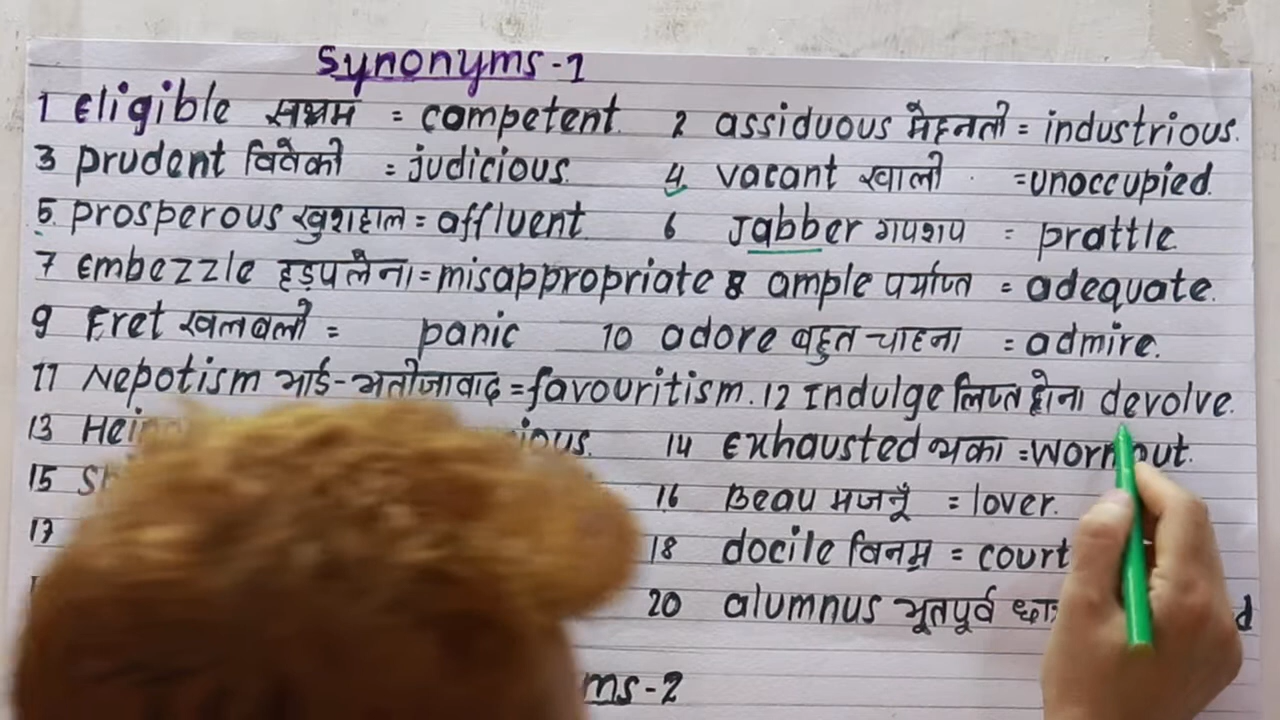 Synonyms-1
1 Eligible सक्षम = competent. 2 assiduous मेहनती = industrious.
3 prudent विवेकी = judicious. 4 vacant खाली = unoccupied.
5. prosperous खुशहाल = affluent 6 Jabber गपशप = prattle
7 Embezzle हड़प लेना = misappropriate 8 ample पर्याप्त = adequate.
9 Fret खलबली = panic 10 adore बहुत चाहना = admire.
11 Nepotism भाई-भतीजावाद = favouritism. 12 Indulge लिप्त होना devolve.
13 14 Exhausted थका = worn out.
15 16 Beau मजनूँ = lover.
17 18 docile विनम्र =
20 alumnus भूतपूर्व
-2